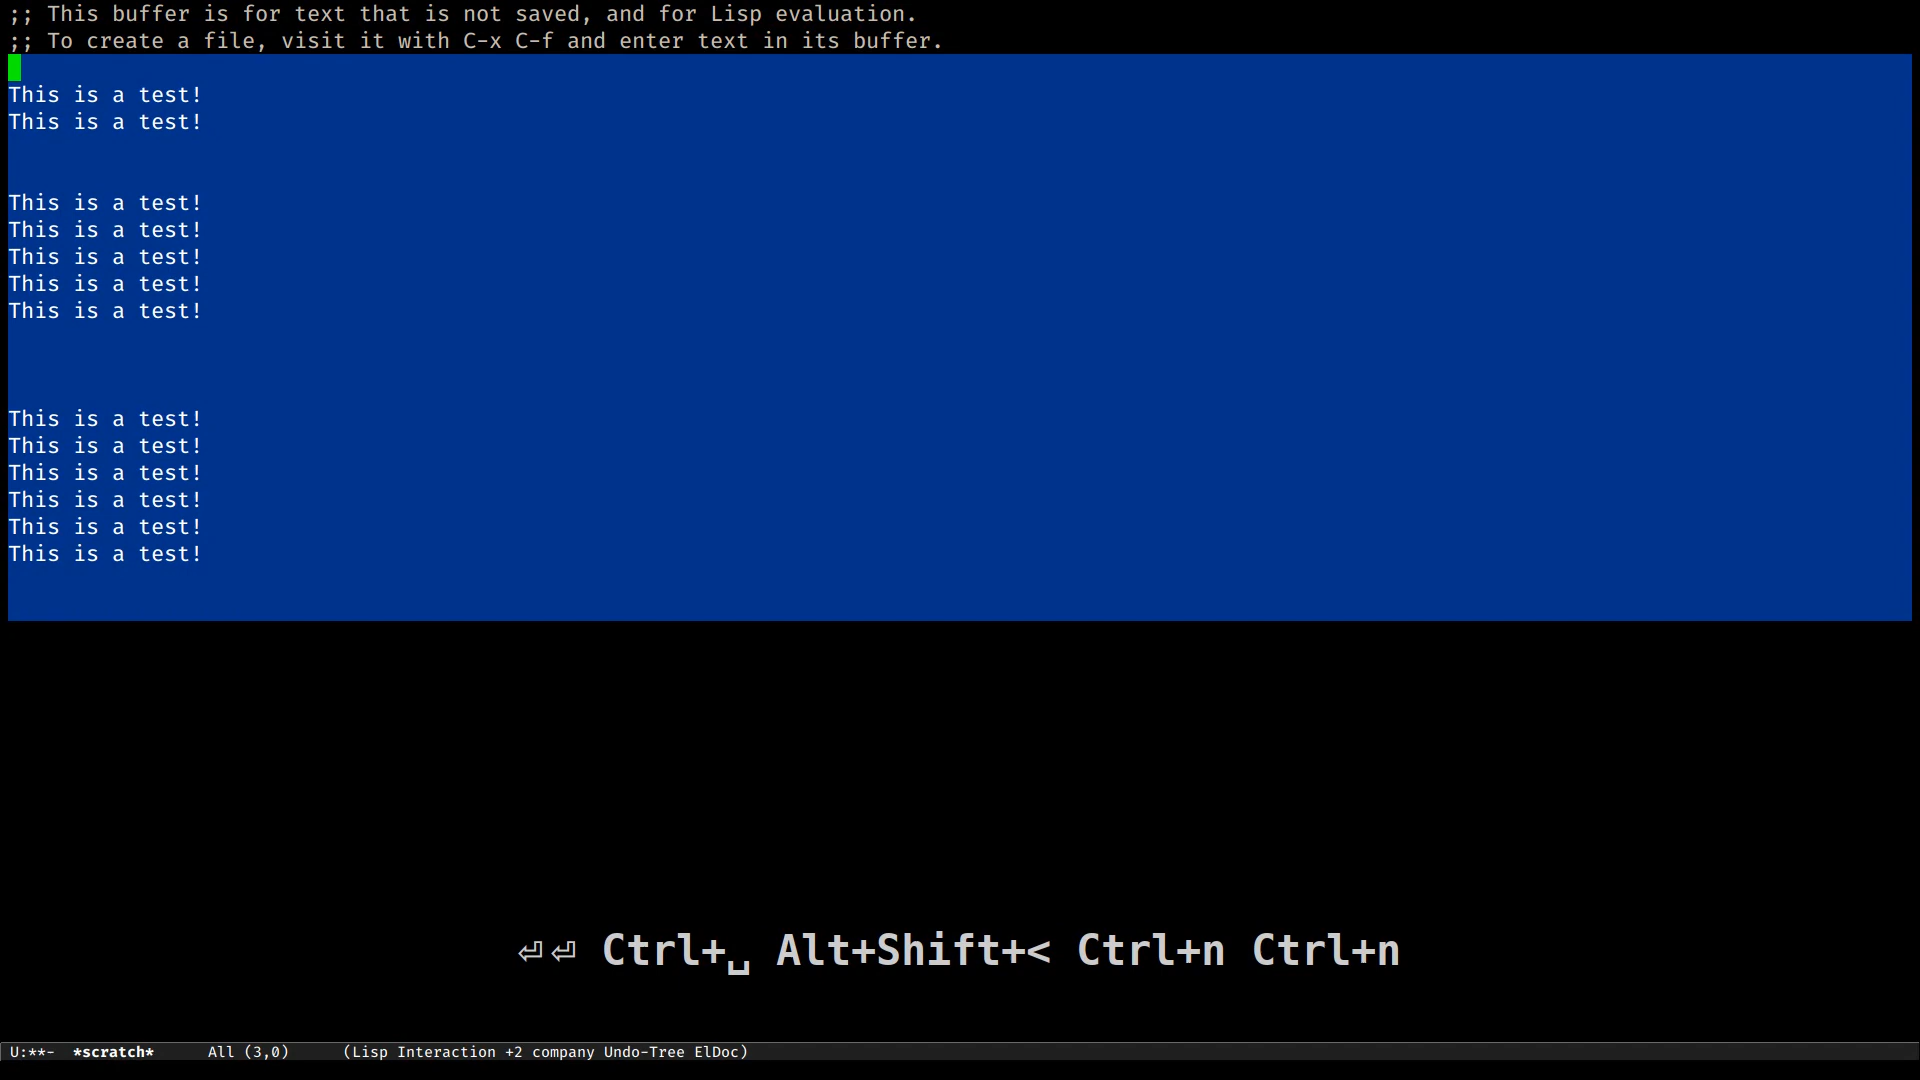 ;; This buffer is for text that is not saved, and for Lisp evaluation.
;; To create a file, visit it with C-x C-f and enter text in its buffer.
This is a test!
This is a test!
This is a test!
This is a test!
This is a test!
This is a test!
This is a test!
This is a test!
This is a test!
This is a test!
This is a test!
This is a test!
This is a test!
⏎⏎ Ctrl+␣ Alt+Shift+< Ctrl+n Ctrl+n
U:**-  *scratch*      All (3,0)      (Lisp Interaction +2 company Undo-Tree ElDoc)